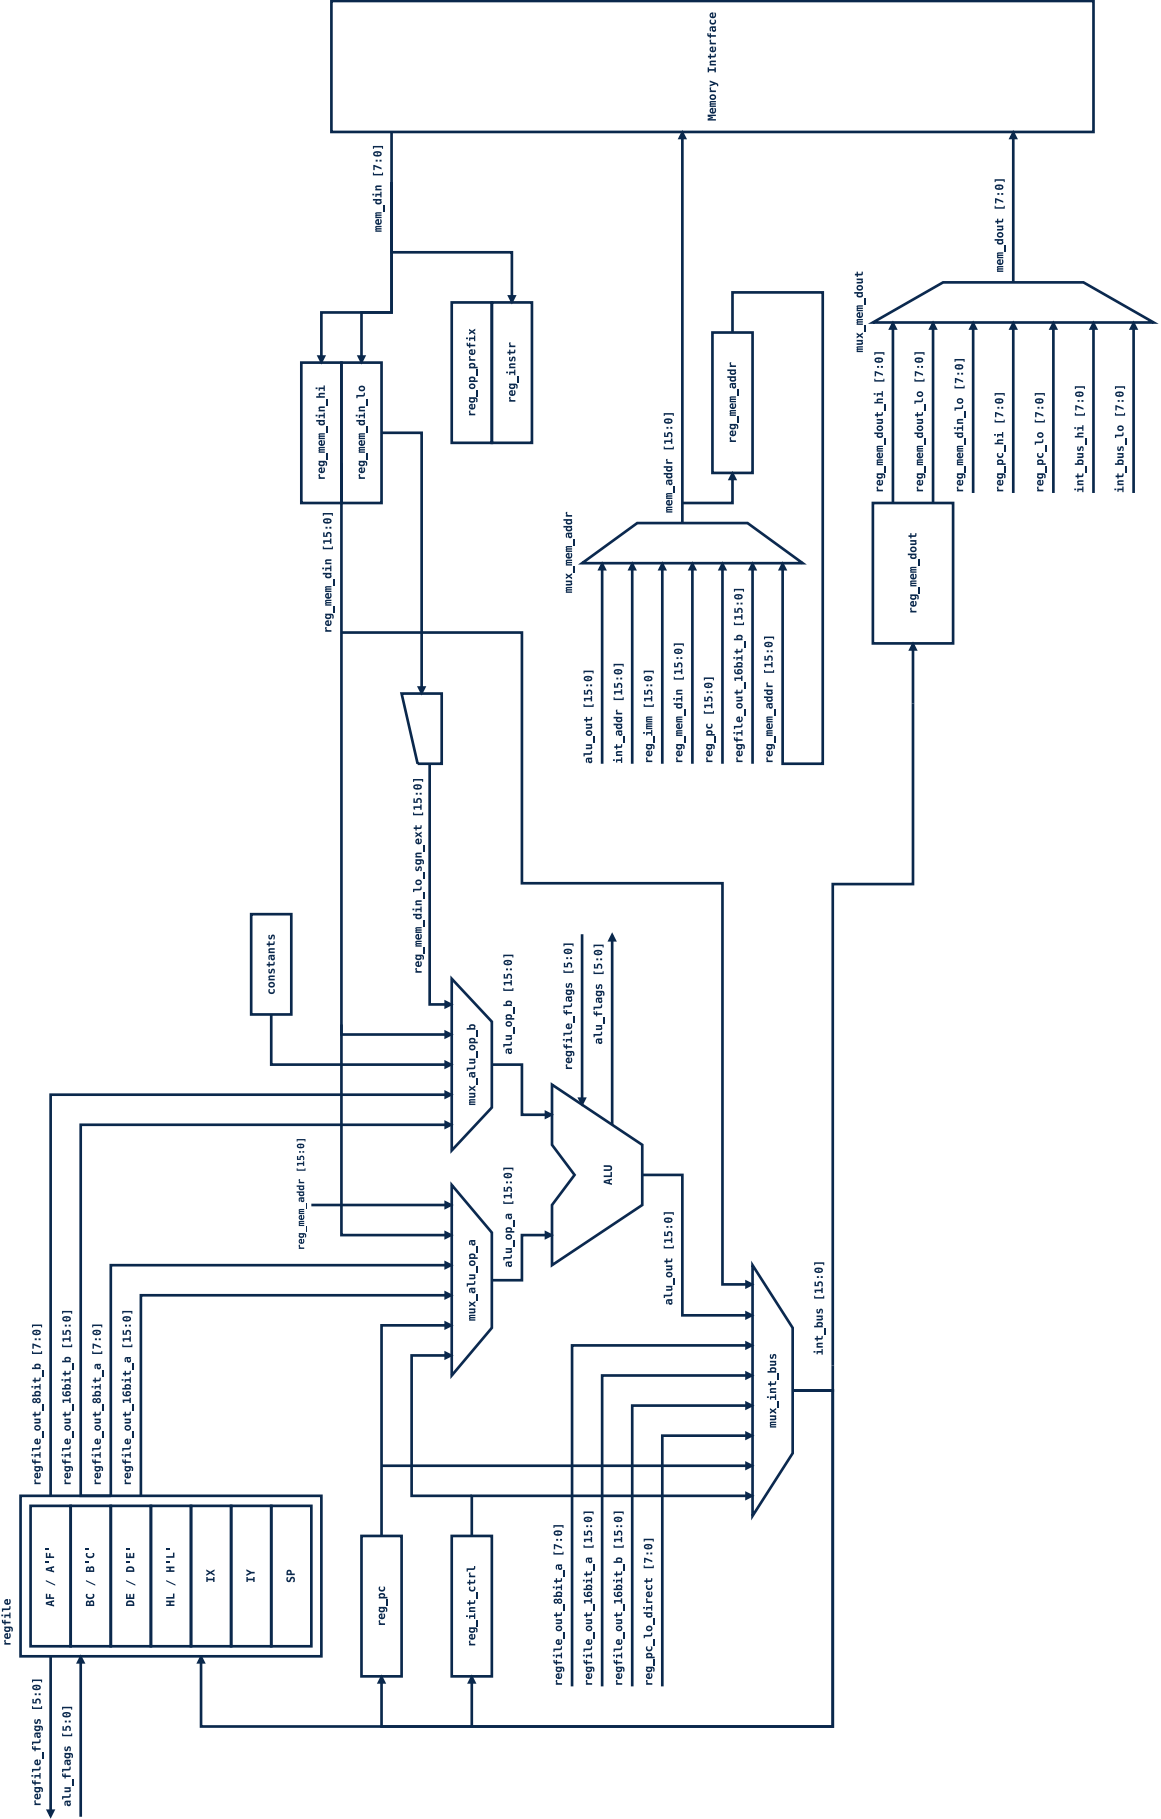 regfile_flags [5:0]
alu_flags [5:0]
regfile
AF / A'F'
BC / B'C'
DE / D'E'
HL / H'L'
IX
IY
SP
regfile_out_8bit_b [7:0]
regfile_out_16bit_b [15:0]
regfile_out_8bit_a [7:0]
regfile_out_16bit_a [15:0]
reg_pc
reg_int_ctrl
regfile_out_8bit_a [7:0]
regfile_out_16bit_a [15:0]
regfile_out_16bit_b [15:0]
reg_pc_lo_direct [7:0]
reg_mem_addr [15:0]
mux_alu_op_a
alu_op_a [15:0]
constants
mux_alu_op_b
alu_op_b [15:0]
regfile_flags [5:0]
alu_flags [5:0]
ALU
alu_out [15:0]
mux_int_bus
int_bus [15:0]
reg_mem_din [15:0]
reg_mem_din_lo_sgn_ext [15:0]
reg_mem_din_hi
reg_mem_din_lo
mem_din [7:0]
reg_op_prefix
reg_instr
mux_mem_addr
alu_out [15:0]
int_addr [15:0]
reg_imm [15:0]
reg_mem_din [15:0]
reg_pc [15:0]
regfile_out_16bit_b [15:0]
reg_mem_addr [15:0]
mem_addr [15:0]
reg_mem_addr
reg_mem_dout
mux_mem_dout
reg_mem_dout_hi [7:0]
reg_mem_dout_lo [7:0]
reg_mem_din_lo [7:0]
reg_pc_hi [7:0]
reg_pc_lo [7:0]
int_bus_hi [7:0]
int_bus_lo [7:0]
mem_dout [7:0]
Memory Interface